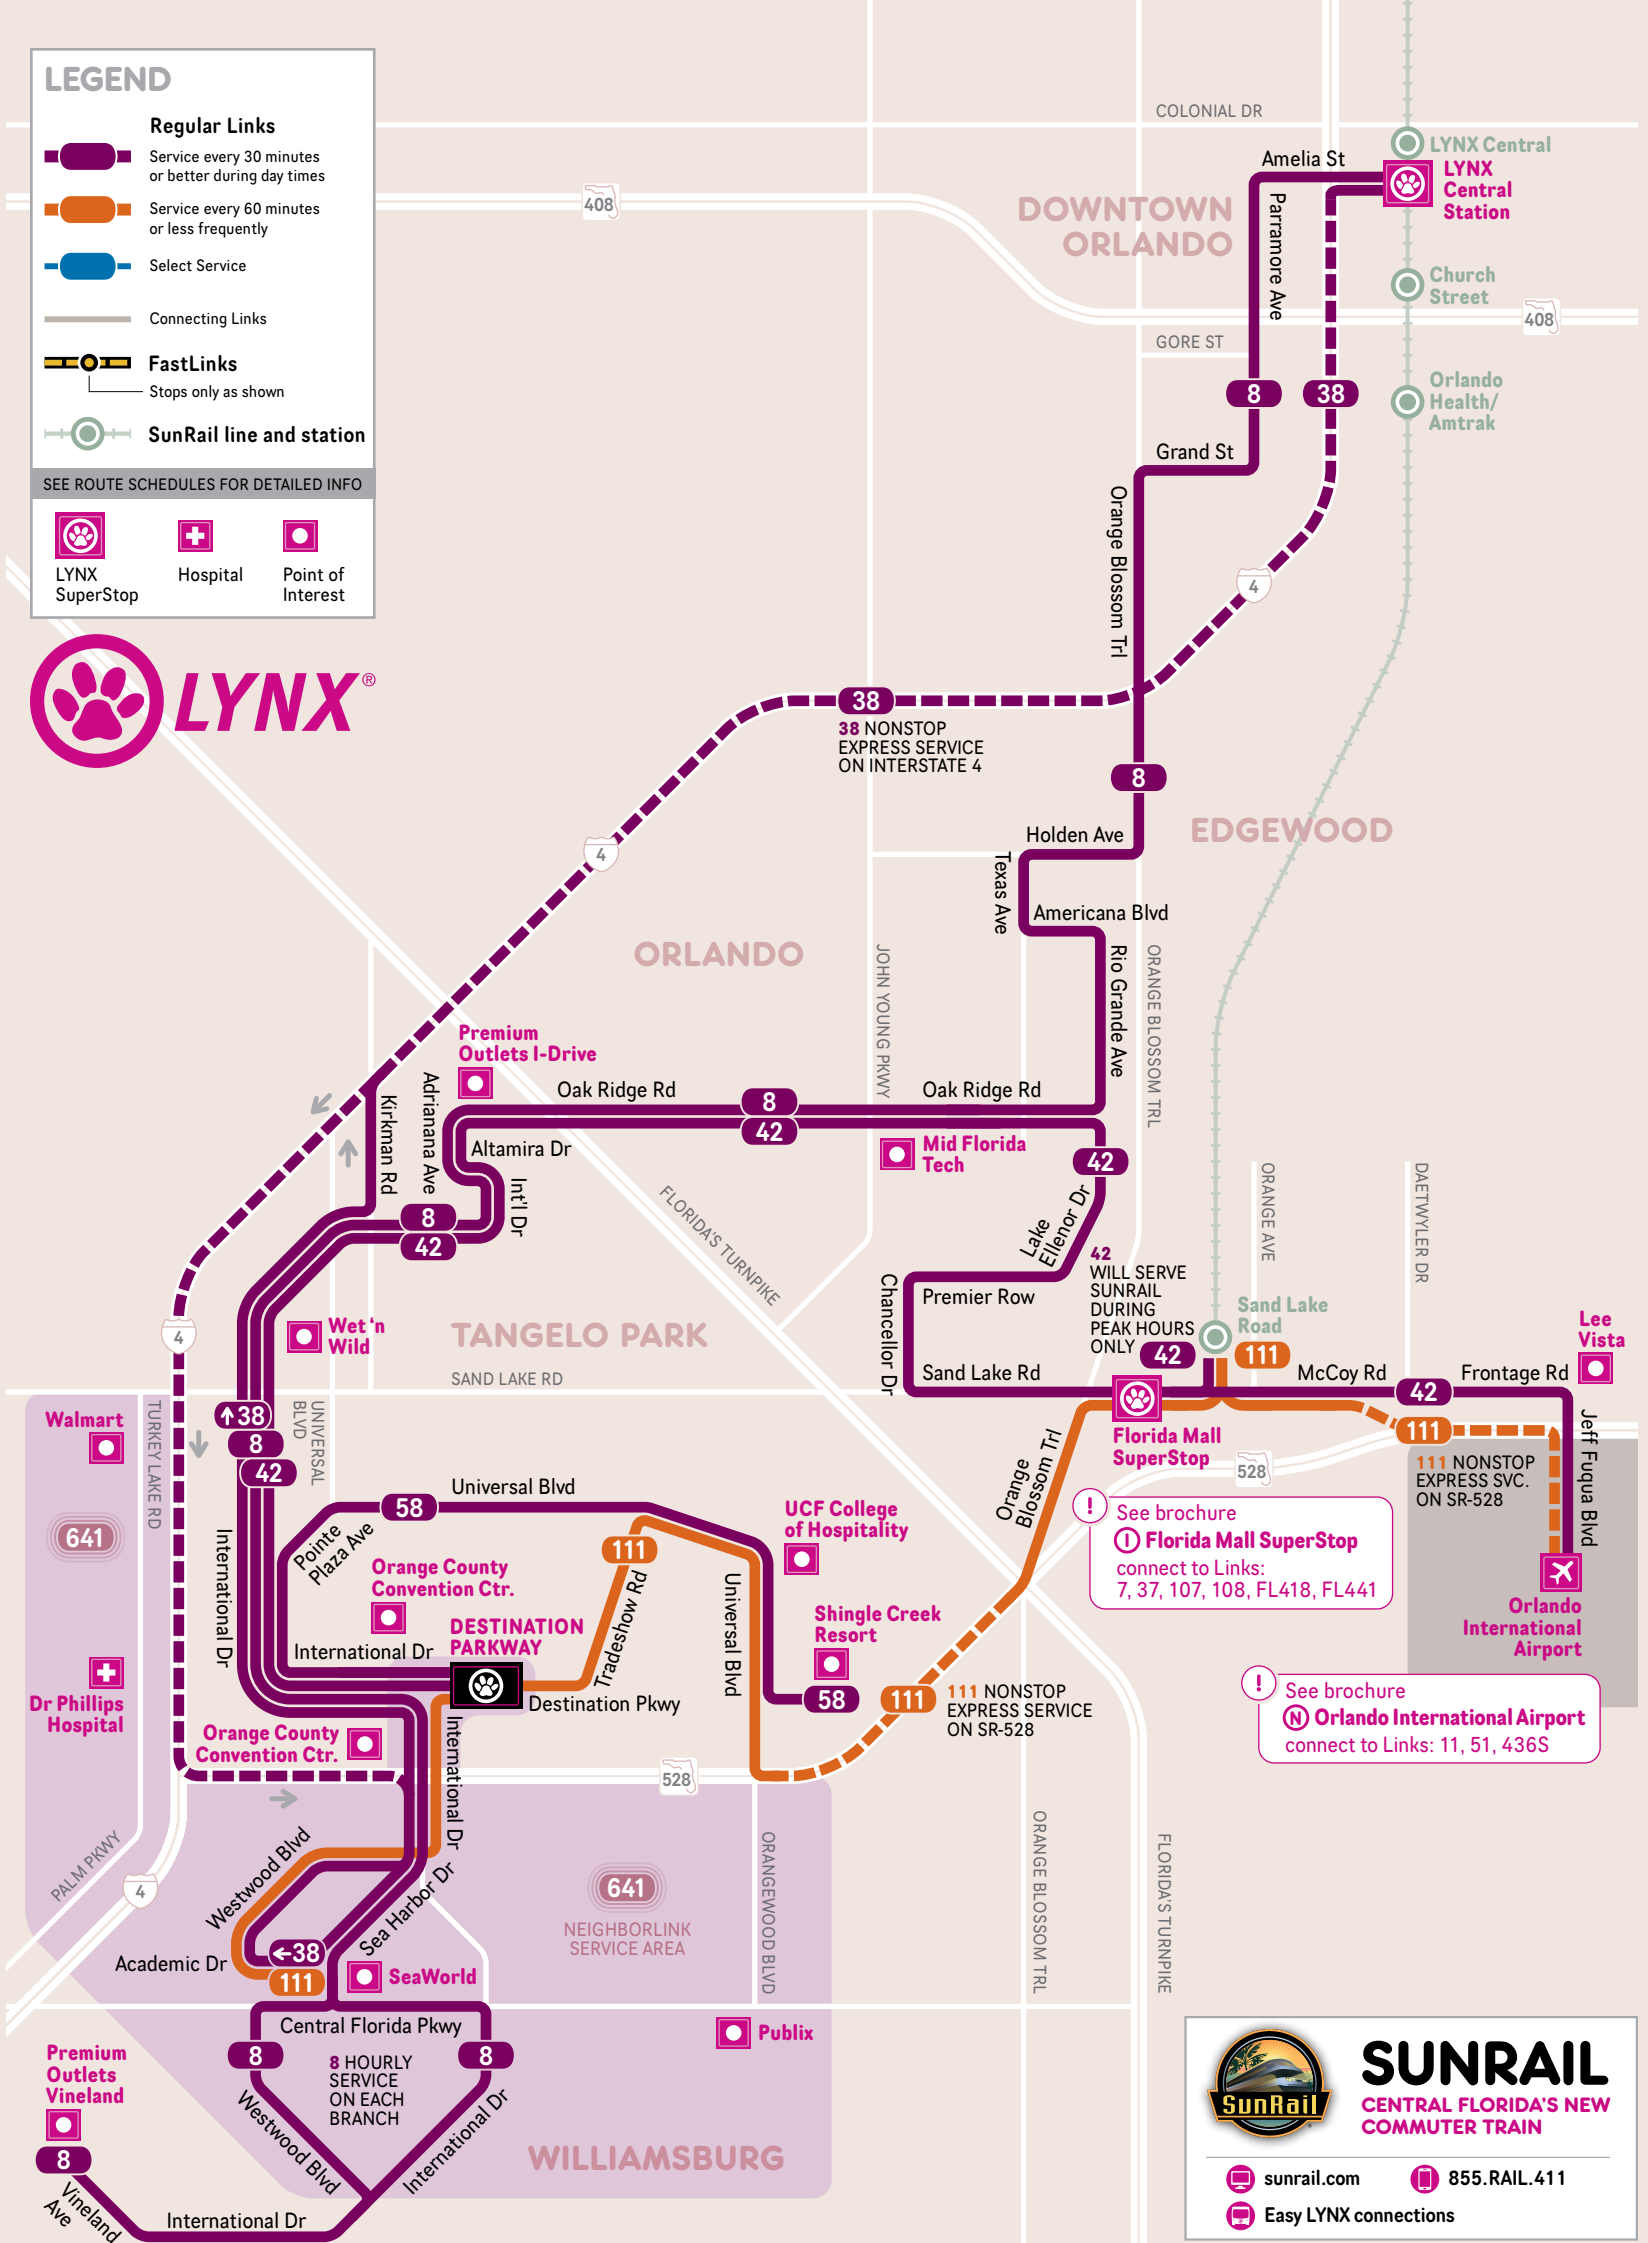 LEGEND
Regular Links
Service every 30 minutes
or better during day times
Service every 60 minutes
or less frequently
Select Service
Connecting Links
FastLinks
Stops only as shown
SunRail line and station
SEE ROUTE SCHEDULES FOR DETAILED INFO
LYNX
SuperStop
Hospital
Point of
Interest
LYNX®
COLONIAL DR
LYNX Central
LYNX
Central
Station
Amelia St
408
DOWNTOWN
ORLANDO
Parramore Ave
Church
Street
408
GORE ST
Orlando
Health/
Amtrak
8
38
Grand St
Orange Blossom Trl
4
38
38 NONSTOP
EXPRESS SERVICE
ON INTERSTATE 4
8
EDGEWOOD
Holden Ave
Texas Ave
4
Americana Blvd
ORLANDO
JOHN YOUNG PKWY
Rio Grande Ave
ORANGE BLOSSOM TRL
Premium
Outlets I-Drive
Oak Ridge Rd
8
42
Oak Ridge Rd
Kirkman Rd
Adrianana Ave
Altamira Dr
Int'l Dr
Mid Florida
Tech
42
8
42
FLORIDA'S TURNPIKE
Lake
Ellenor Dr
ORANGE AVE
DAETWYLER DR
42
WILL SERVE
SUNRAIL
DURING
PEAK HOURS
ONLY
42
Premier Row
Chancellor Dr
Sand Lake
Road
111
Lee
Vista
4
Wet 'n
Wild
TANGELO PARK
SAND LAKE RD
Sand Lake Rd
McCoy Rd
42
Frontage Rd
Walmart
TURKEY LAKE RD
↑38
8
42
UNIVERSAL
BLVD
Florida Mall
SuperStop
Orange
Blossom Trl
528
111
111 NONSTOP
EXPRESS SVC.
ON SR-528
Jeff Fuqua Blvd
641
International Dr
Universal Blvd
58
Pointe
Plaza Ave
UCF College
of Hospitality
! See brochure
I Florida Mall SuperStop
connect to Links:
7, 37, 107, 108, FL418, FL441
111
Orange County
Convention Ctr.
Tradeshow Rd
Universal Blvd
Shingle Creek
Resort
58
Orlando
International
Airport
DESTINATION
PARKWAY
International Dr
Destination Pkwy
Dr Phillips
Hospital
111
111 NONSTOP
EXPRESS SERVICE
ON SR-528
! See brochure
N Orlando International Airport
connect to Links: 11, 51, 436S
Orange County
Convention Ctr.
International Dr
528
PALM PKWY
4
Westwood Blvd
Sea Harbor Dr
641
NEIGHBORLINK
SERVICE AREA
ORANGEWOOD BLVD
ORANGE BLOSSOM TRL
FLORIDA'S TURNPIKE
Academic Dr
←38
111
SeaWorld
Central Florida Pkwy
Publix
8
8
8 HOURLY
SERVICE
ON EACH
BRANCH
Westwood Blvd
International Dr
Premium
Outlets
Vineland
8
Vineland
Ave
International Dr
WILLIAMSBURG
SunRail
SUNRAIL
CENTRAL FLORIDA'S NEW
COMMUTER TRAIN
sunrail.com
855.RAIL.411
Easy LYNX connections